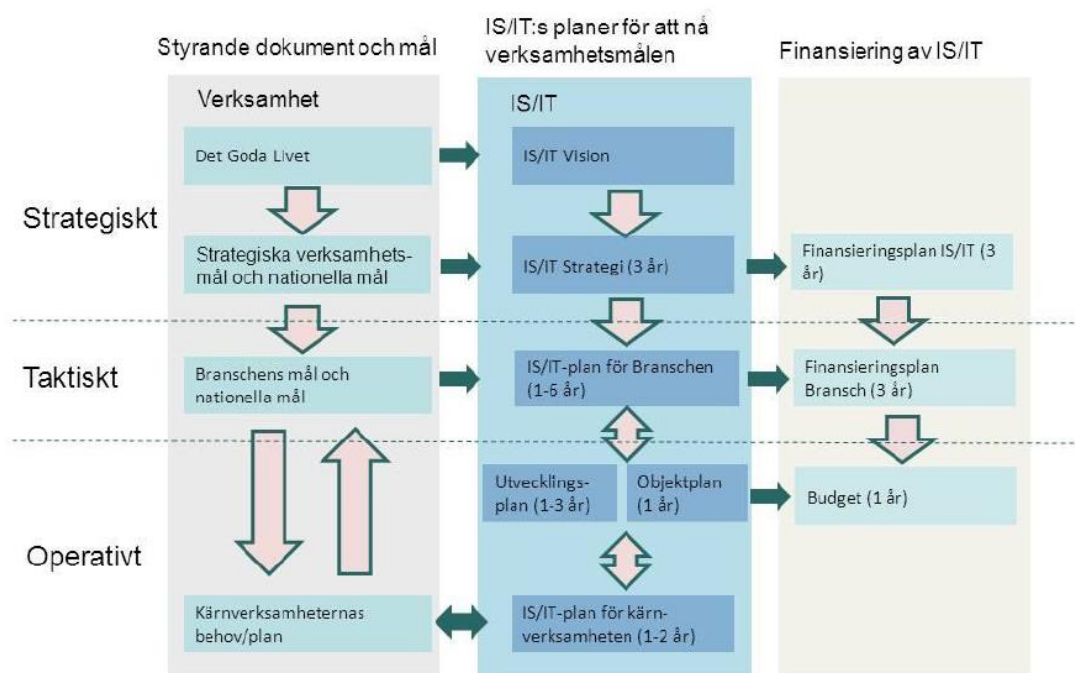 Styrande dokument och mål
IS/IT:s planer för att nå
verksamhetsmålen
Finansiering av IS/IT
Verksamhet
IS/IT
Strategiskt
Det Goda Livet
IS/IT Vision
Strategiska verksamhets-
mål och nationella mål
IS/IT Strategi (3 år)
Finansieringsplan IS/IT (3
år)
Taktiskt
Branschens mål och
nationella mål
IS/IT-plan för Branschen
(1-6 år)
Finansieringsplan
Bransch (3 år)
Operativt
Utvecklings-
plan (1-3 år)
Objektplan
(1 år)
Budget (1 år)
Kärnverksamheternas
behov/plan
IS/IT-plan för kärn-
verksamheten (1-2 år)